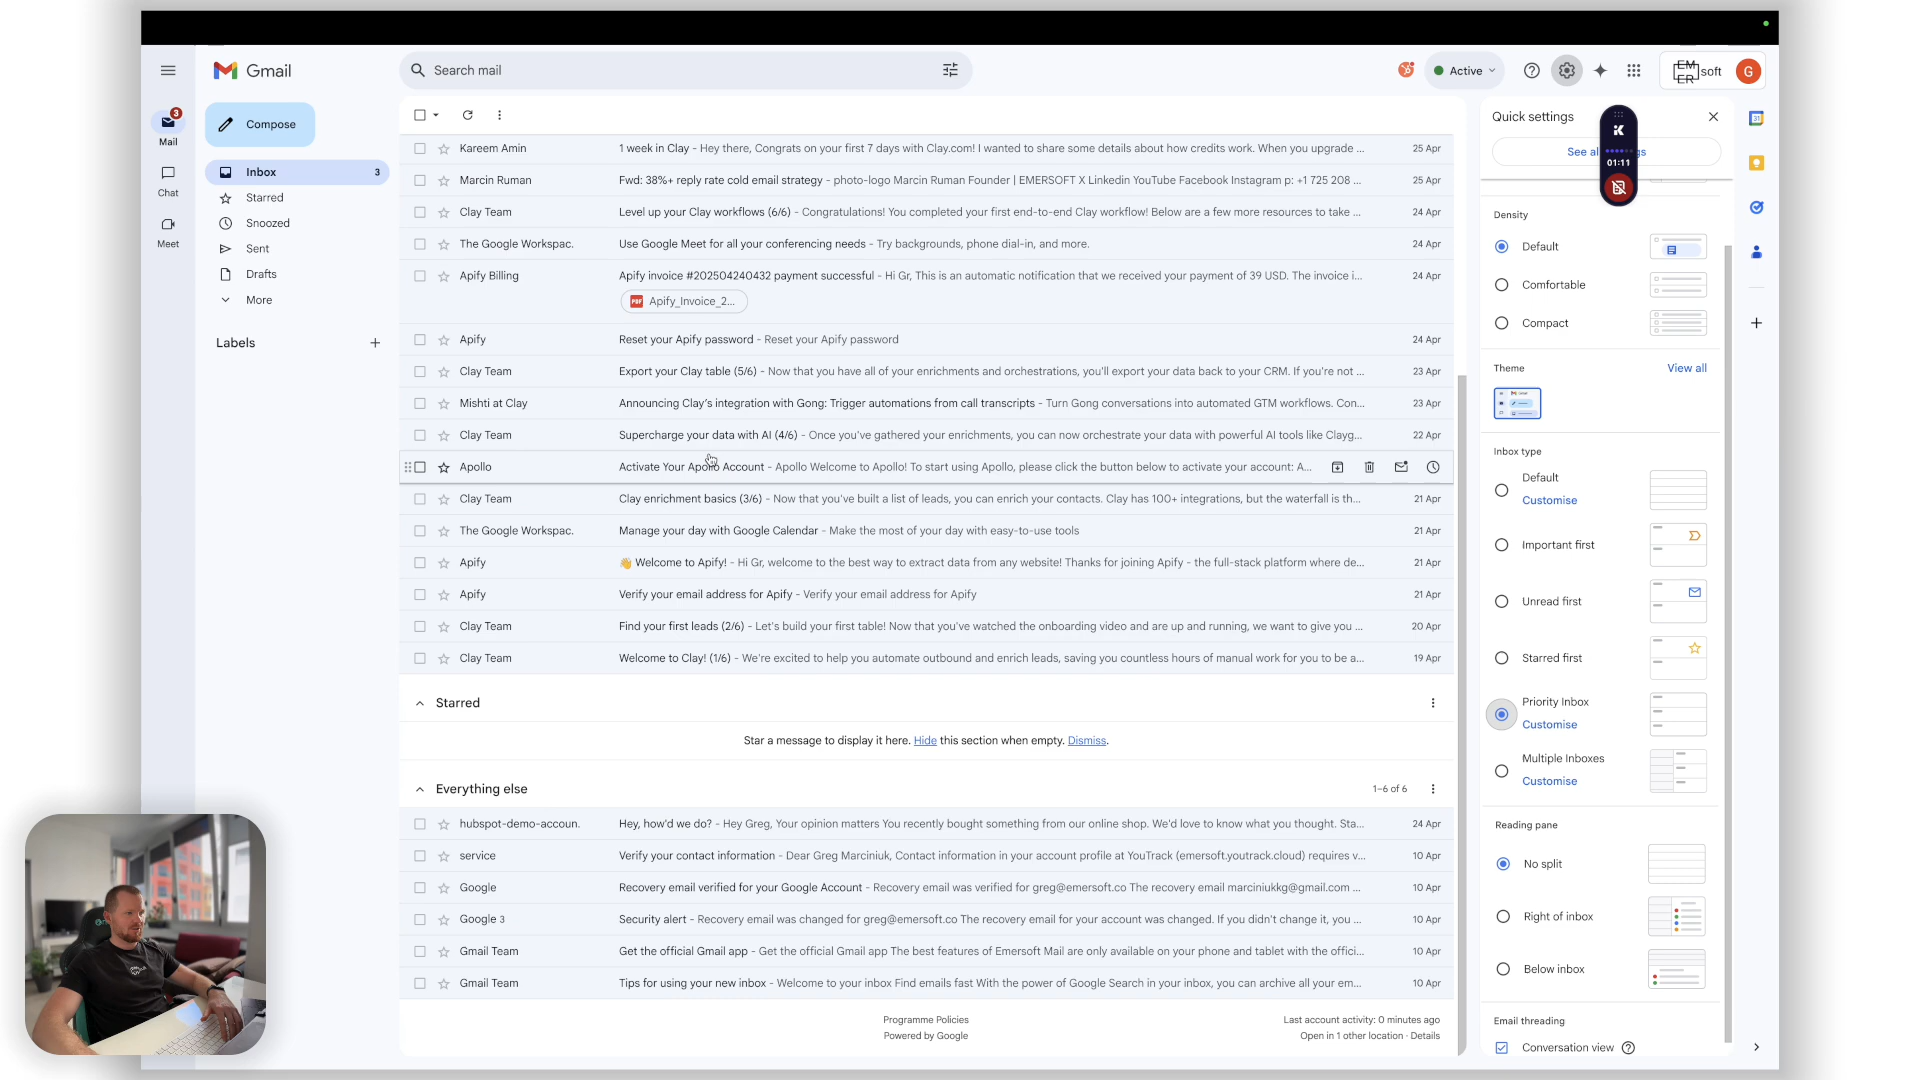 Gmail
Search mail
Active
EM
ER
soft
G
3
Mail
Chat
Meet
Compose
Inbox 3
Starred
Snoozed
Sent
Drafts
More
Labels
Kareem Amin 1 week in Clay - Hey there, Congrats on your first 7 days with Clay.com! I wanted to share some details about how credits work. When you upgrade ... 25 Apr
Marcin Ruman Fwd: 38%+ reply rate cold email strategy - photo-logo Marcin Ruman Founder | EMERSOFT X Linkedin YouTube Facebook Instagram p: +1 725 208 ... 25 Apr
Clay Team Level up your Clay workflows (6/6) - Congratulations! You completed your first end-to-end Clay workflow! Below are a few more resources to take ... 24 Apr
The Google Workspac. Use Google Meet for all your conferencing needs - Try backgrounds, phone dial-in, and more. 24 Apr
Apify Billing Apify invoice #202504240432 payment successful - Hi Gr, This is an automatic notification that we received your payment of 39 USD. The invoice i... 24 Apr
PDF Apify_Invoice_2...
Apify Reset your Apify password - Reset your Apify password 24 Apr
Clay Team Export your Clay table (5/6) - Now that you have all of your enrichments and orchestrations, you'll export your data back to your CRM. If you're not ... 23 Apr
Mishti at Clay Announcing Clay's integration with Gong: Trigger automations from call transcripts - Turn Gong conversations into automated GTM workflows. Con... 23 Apr
Clay Team Supercharge your data with AI (4/6) - Once you've gathered your enrichments, you can now orchestrate your data with powerful AI tools like Clayg... 22 Apr
Apollo Activate Your Apollo Account - Apollo Welcome to Apollo! To start using Apollo, please click the button below to activate your account: A...
Clay Team Clay enrichment basics (3/6) - Now that you've built a list of leads, you can enrich your contacts. Clay has 100+ integrations, but the waterfall is th... 21 Apr
The Google Workspac. Manage your day with Google Calendar - Make the most of your day with easy-to-use tools 21 Apr
Apify 👋 Welcome to Apify! - Hi Gr, welcome to the best way to extract data from any website! Thanks for joining Apify - the full-stack platform where de... 21 Apr
Apify Verify your email address for Apify - Verify your email address for Apify 21 Apr
Clay Team Find your first leads (2/6) - Let's build your first table! Now that you've watched the onboarding video and are up and running, we want to give you ... 20 Apr
Clay Team Welcome to Clay! (1/6) - We're excited to help you automate outbound and enrich leads, saving you countless hours of manual work for you to be a... 19 Apr
Starred
Star a message to display it here. Hide this section when empty. Dismiss.
Everything else 1–6 of 6
hubspot-demo-accoun. Hey, how'd we do? - Hey Greg, Your opinion matters You recently bought something from our online shop. We'd love to know what you thought. Sta... 24 Apr
service Verify your contact information - Dear Greg Marciniuk, Contact information in your account profile at YouTrack (emersoft.youtrack.cloud) requires v... 10 Apr
Google Recovery email verified for your Google Account - Recovery email was verified for greg@emersoft.co The recovery email marciniukkg@gmail.com ... 10 Apr
Google 3 Security alert - Recovery email was changed for greg@emersoft.co The recovery email for your account was changed. If you didn't change it, you ... 10 Apr
Gmail Team Get the official Gmail app - Get the official Gmail app The best features of Emersoft Mail are only available on your phone and tablet with the offici... 10 Apr
Gmail Team Tips for using your new inbox - Welcome to your inbox Find emails fast With the power of Google Search in your inbox, you can archive all your em... 10 Apr
Programme Policies
Powered by Google
Last account activity: 0 minutes ago
Open in 1 other location · Details
Quick settings
See al
gs
01:11
Density
Default
Comfortable
Compact
Theme View all
Inbox type
Default
Customise
Important first
Unread first
Starred first
Priority Inbox
Customise
Multiple Inboxes
Customise
Reading pane
No split
Right of inbox
Below inbox
Email threading
Conversation view
31